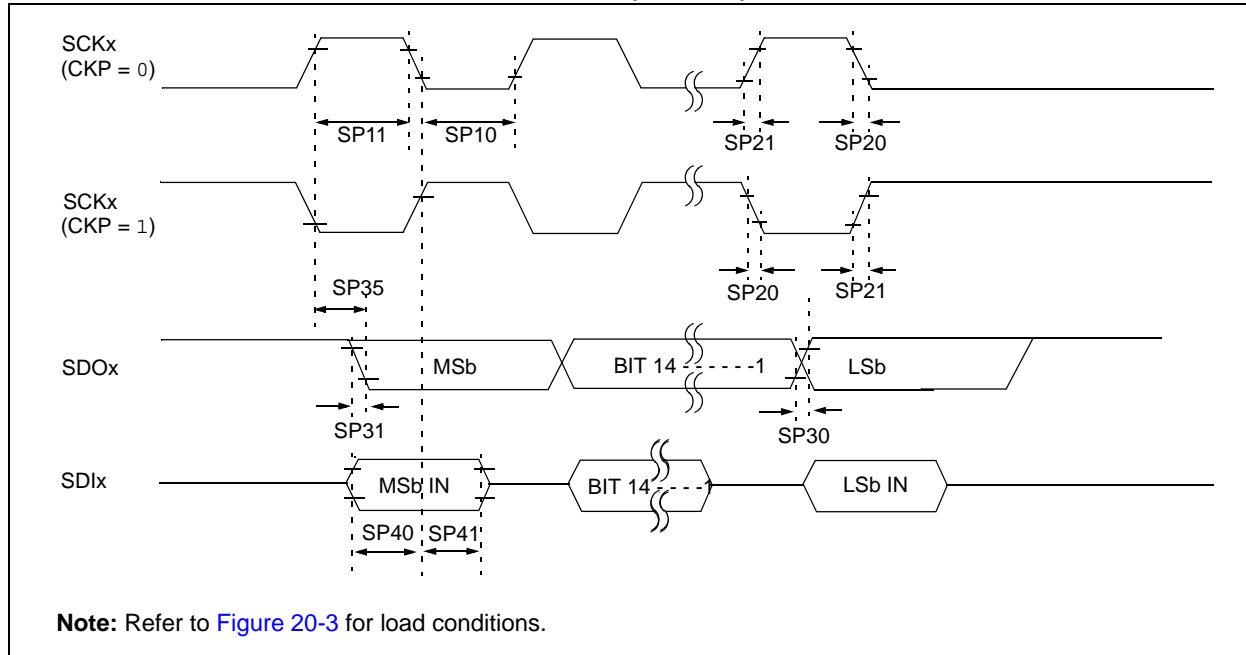 SCKx
(CKP = 0)
SP11
SP10
SP21
SP20
SCKx
(CKP = 1)
SP35
SP20
SP21
SDOx
MSb
BIT 14 - - - - - -1
LSb
SP31
SP30
SDIx
MSb IN
BIT 14 - - - - -1
LSb IN
SP40
SP41
Note: Refer to Figure 20-3 for load conditions.